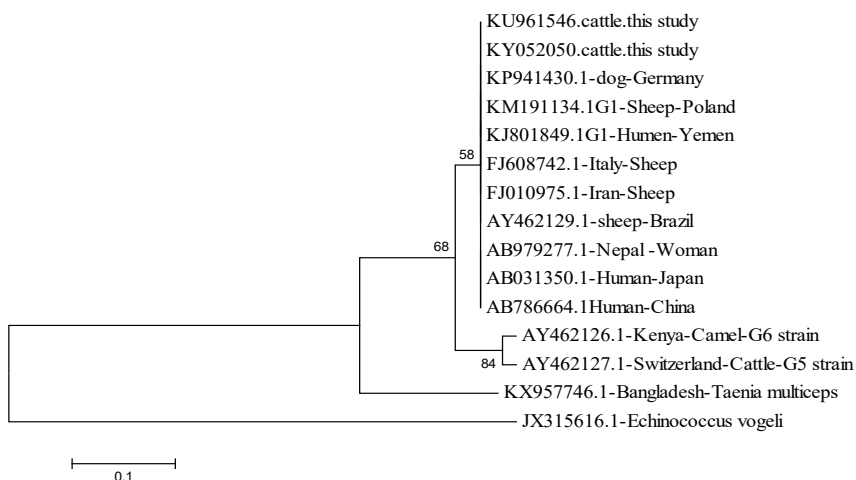 KU961546.cattle.this study
KY052050.cattle.this study
KP941430.1-dog-Germany
KM191134.1G1-Sheep-Poland
KJ801849.1G1-Humen-Yemen
58
FJ608742.1-Italy-Sheep
FJ010975.1-Iran-Sheep
AY462129.1-sheep-Brazil
68
AB979277.1-Nepal -Woman
AB031350.1-Human-Japan
AB786664.1Human-China
AY462126.1-Kenya-Camel-G6 strain
84
AY462127.1-Switzerland-Cattle-G5 strain
KX957746.1-Bangladesh-Taenia multiceps
JX315616.1-Echinococcus vogeli
0.1